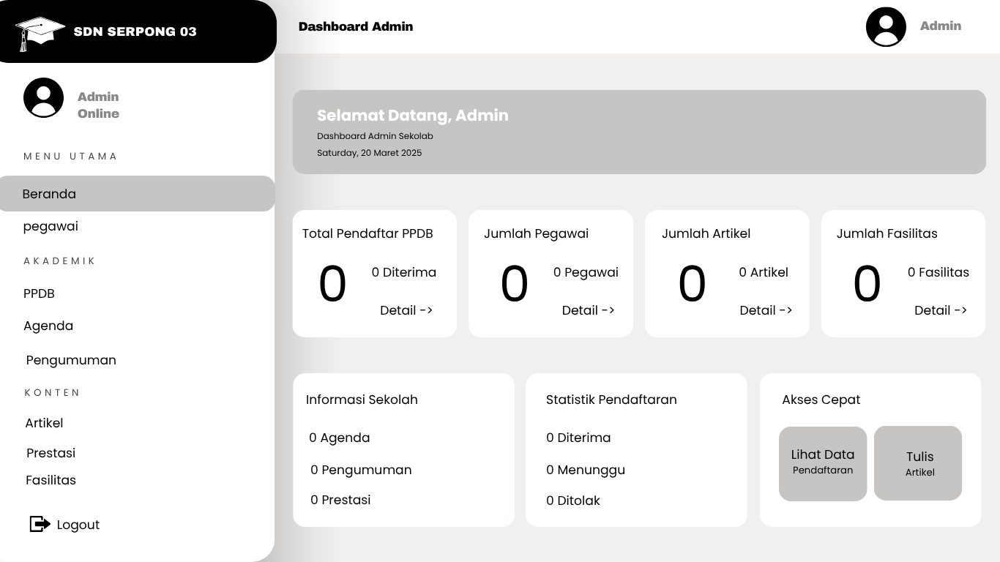 SDN SERPONG 03
Admin
Online
MENU UTAMA
Beranda
pegawai
AKADEMIK
PPDB
Agenda
Pengumuman
KONTEN
Artikel
Prestasi
Fasilitas
Logout
Dashboard Admin
Admin
Selamat Datang, Admin
Dashboard Admin Sekolab
Saturday, 20 Maret 2025
Total Pendaftar PPDB
0
0 Diterima
Detail ->
Jumlah Pegawai
0
0 Pegawai
Detail ->
Jumlah Artikel
0
0 Artikel
Detail ->
Jumlah Fasilitas
0
0 Fasilitas
Detail ->
Informasi Sekolah
0 Agenda
0 Pengumuman
0 Prestasi
Statistik Pendaftaran
0 Diterima
0 Menunggu
0 Ditolak
Akses Cepat
Lihat Data
Pendaftaran
Tulis
Artikel